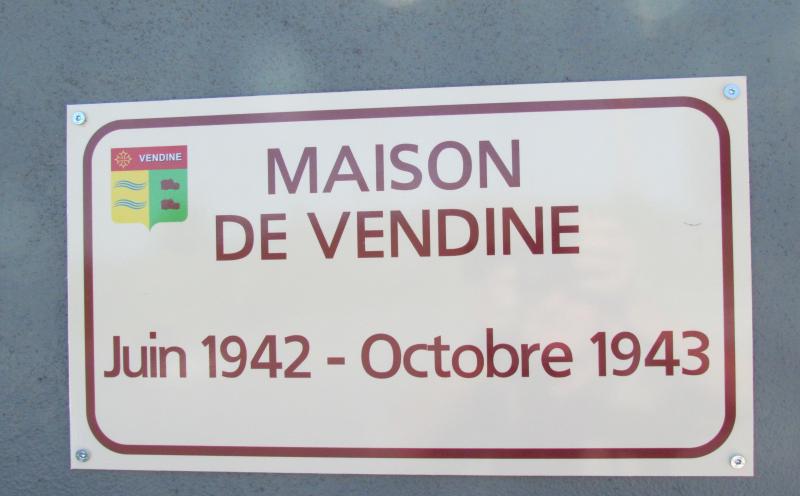 VENDINE
MAISON
DE VENDINE
Juin 1942 - Octobre 1943